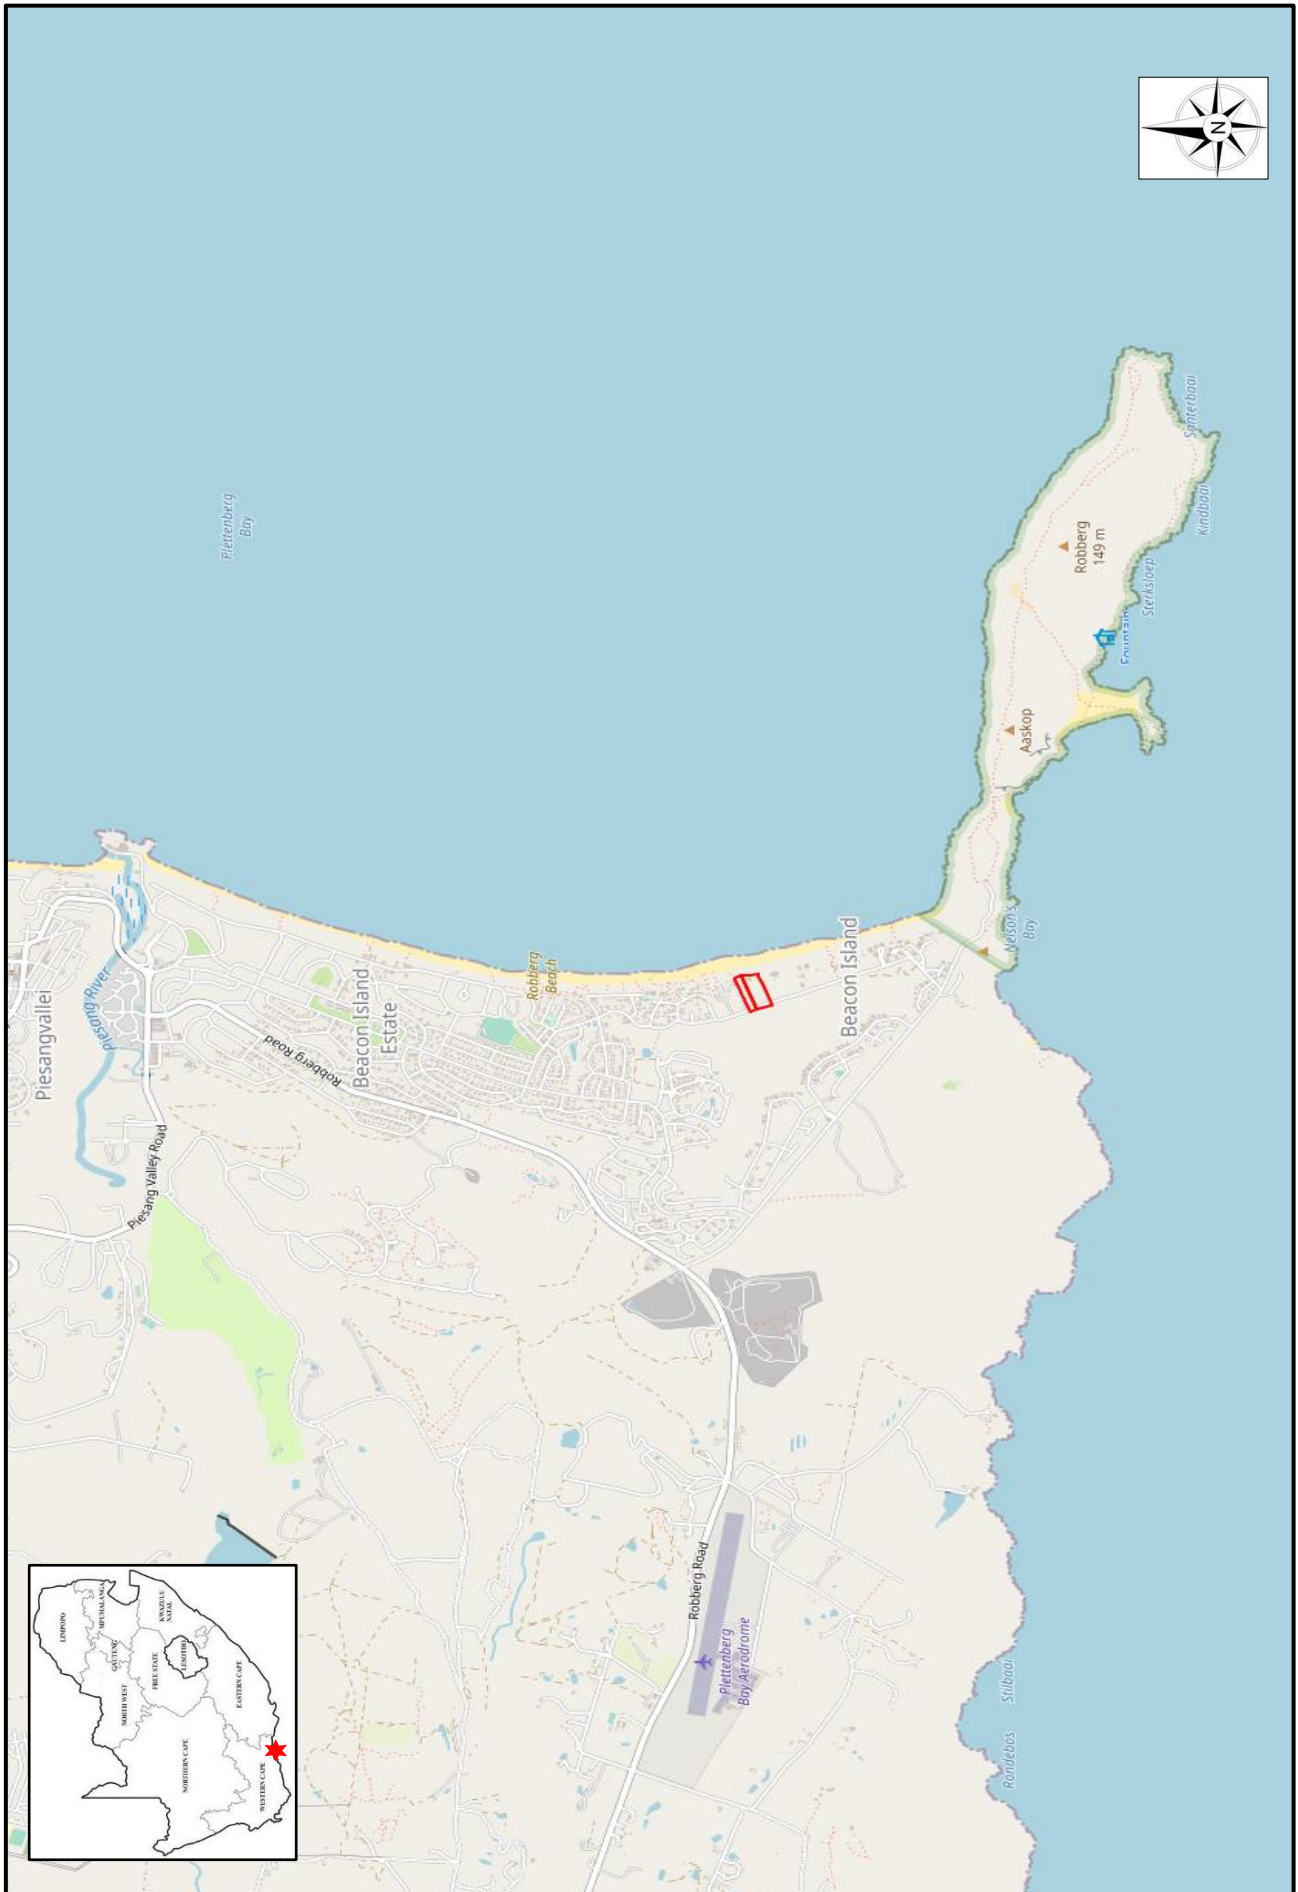 LIMPOPO
MPUMALANGA
GAUTENG
NORTH WEST
FREE STATE
KWAZULU
NATAL
LESOTHO
NORTHERN CAPE
EASTERN CAPE
WESTERN CAPE
Piesangvallei
Piesang River
Piesang Valley Road
Plettenberg
Bay
Robberg Road
Beacon Island
Estate
Robberg
Beach
Robberg Road
Plettenberg
Bay Aerodrome
Beacon Island
Rondebos
Stilbaai
Nelson's
Bay
Aaskop
Robberg
149 m
Fountain
Sterksloep
Kindbaai
Santerbaai
N